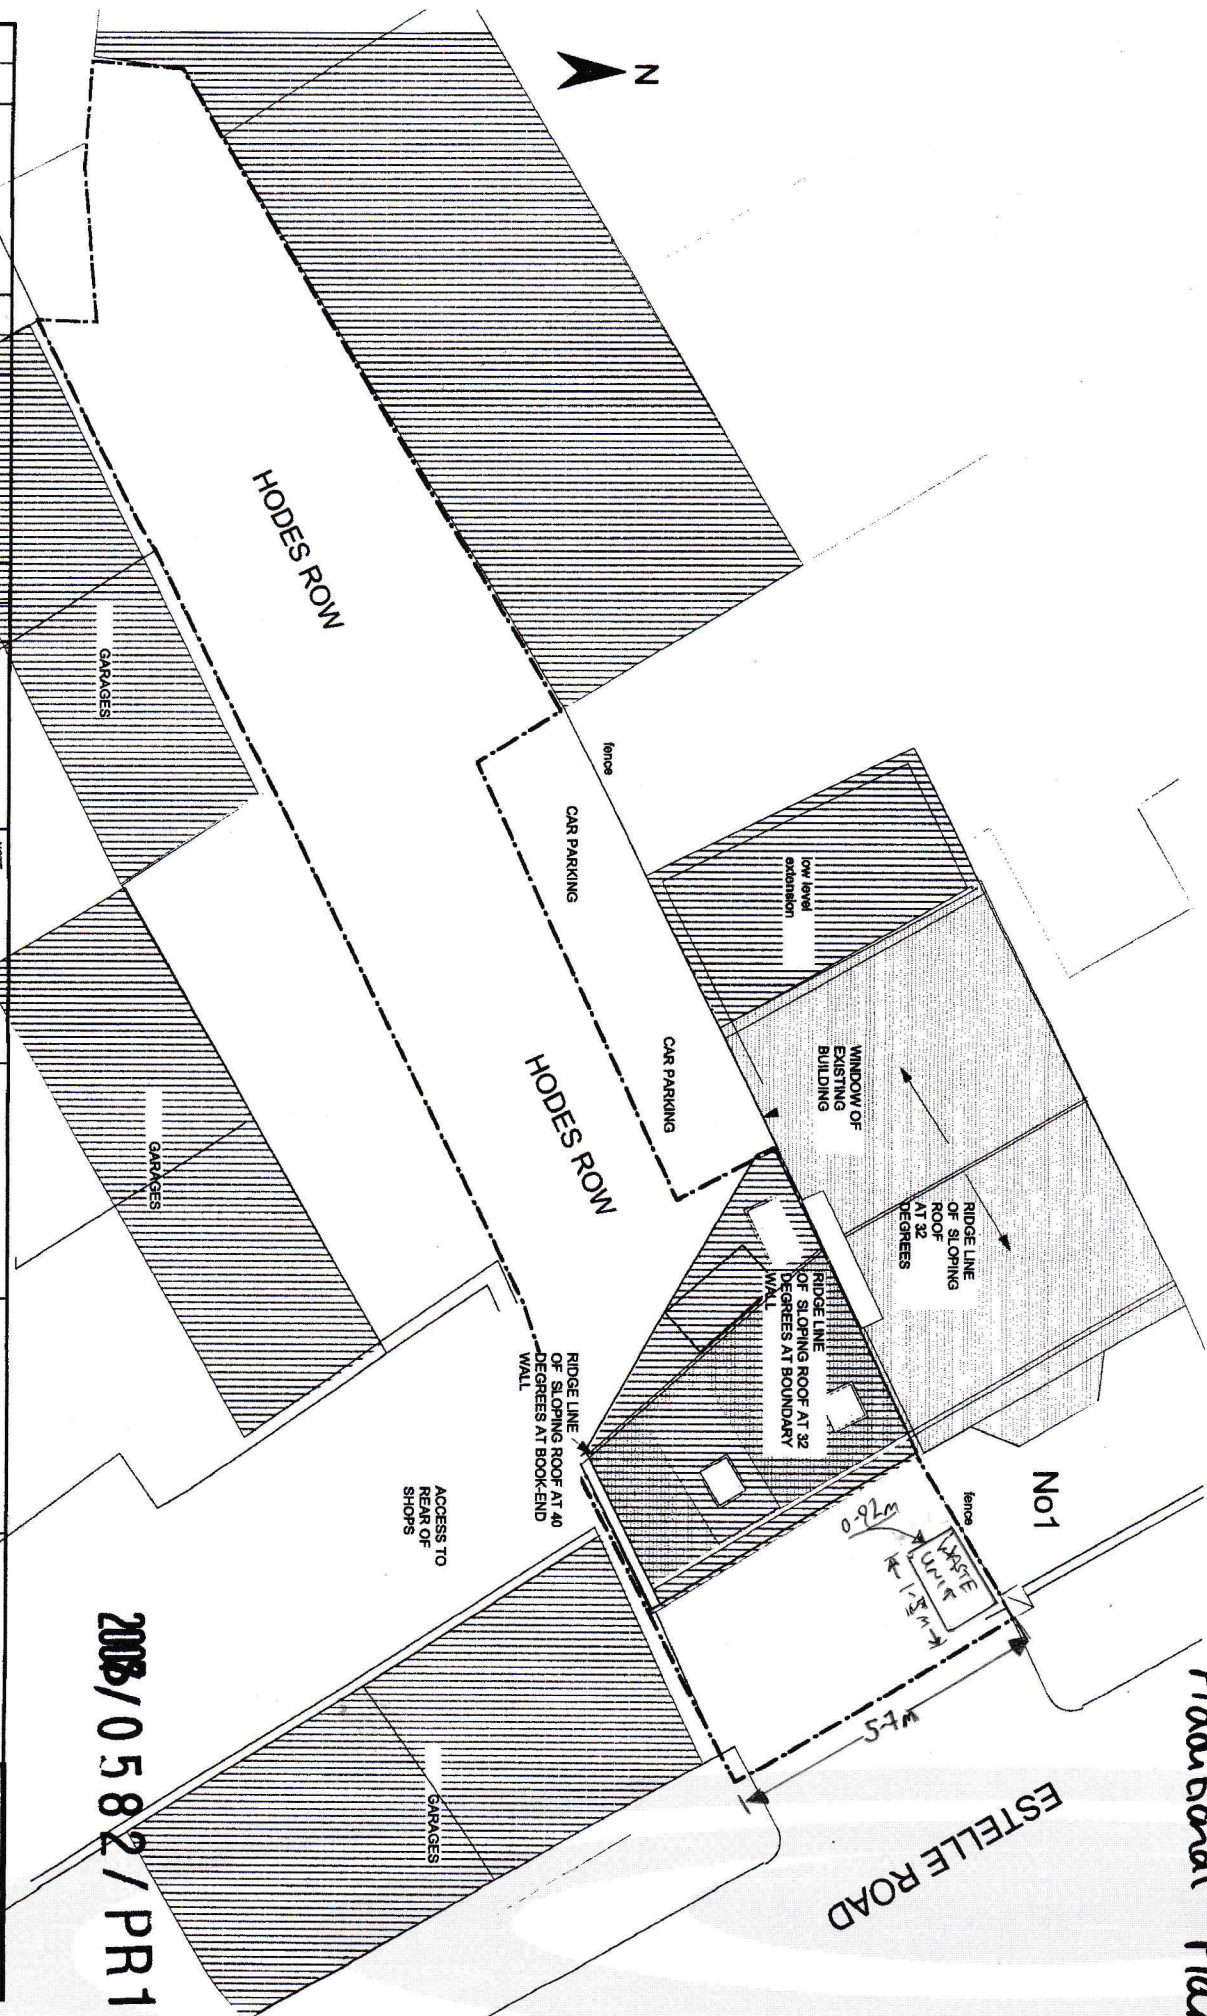 Additional Plan
N
No1
fence
WASTE
UNIT
0.92m
5.7m
ESTELLE ROAD
RIDGE LINE
OF SLOPING
ROOF
AT 32
DEGREES
WINDOW OF
EXISTING
BUILDING
low level
extension
RIDGE LINE
OF SLOPING ROOF AT 32
DEGREES AT BOUNDARY
WALL
fence
CAR PARKING
CAR PARKING
HODES ROW
HODES ROW
RIDGE LINE
OF SLOPING ROOF AT 40
DEGREES AT BOOK-END
WALL
ACCESS TO
REAR OF
SHOPS
GARAGES
GARAGES
GARAGES
/0582/PR1